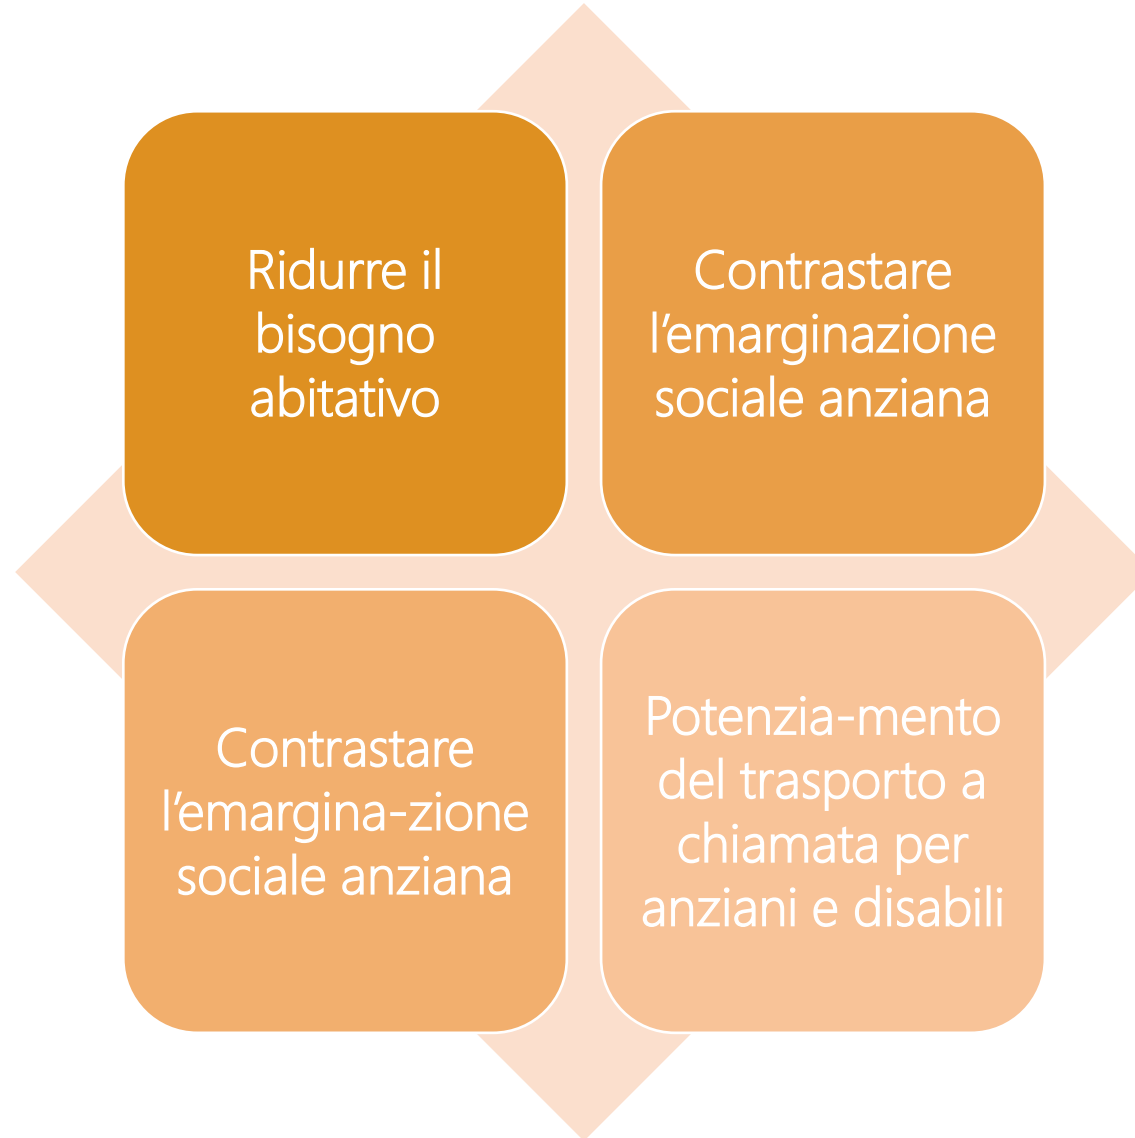 Ridurre il
bisogno
abitativo
Contrastare
l’emarginazione
sociale anziana
Contrastare
l’emargina-zione
sociale anziana
Potenzia-mento
del trasporto a
chiamata per
anziani e disabili